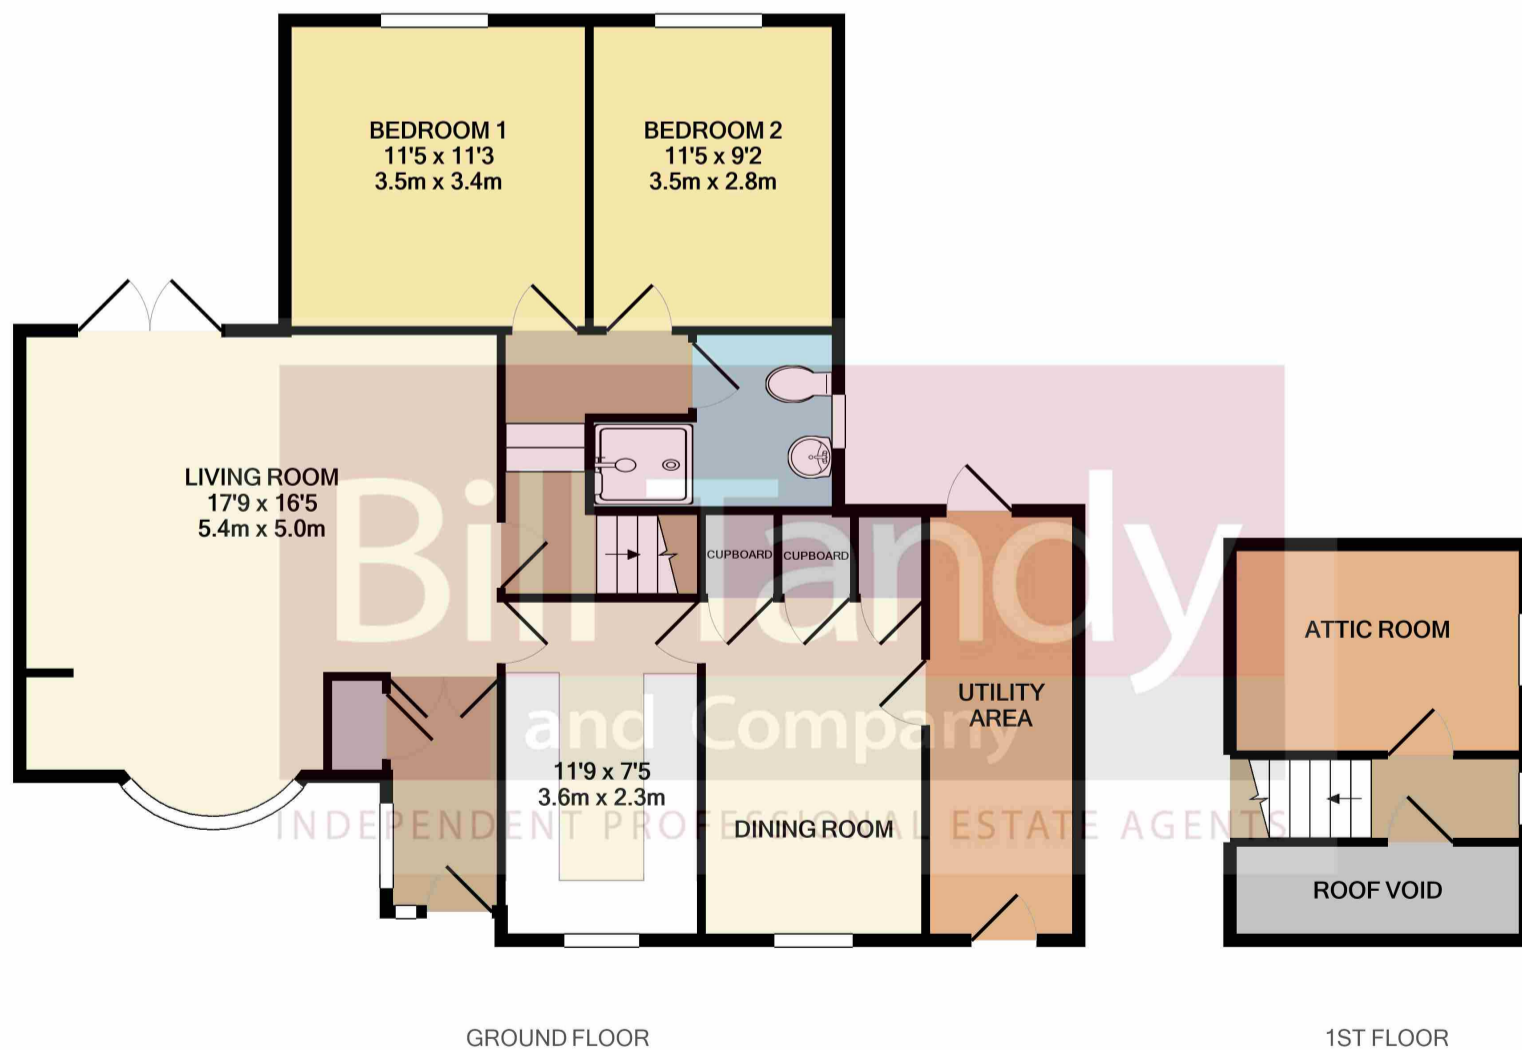 BEDROOM 1
11'5 x 11'3
3.5m x 3.4m
BEDROOM 2
11'5 x 9'2
3.5m x 2.8m
LIVING ROOM
17'9 x 16'5
5.4m x 5.0m
CUPBOARD
CUPBOARD
UTILITY
AREA
11'9 x 7'5
3.6m x 2.3m
DINING ROOM
ATTIC ROOM
ROOF VOID
Bill Tandy
and Company
INDEPENDENT PROFESSIONAL ESTATE AGENTS
GROUND FLOOR
1ST FLOOR